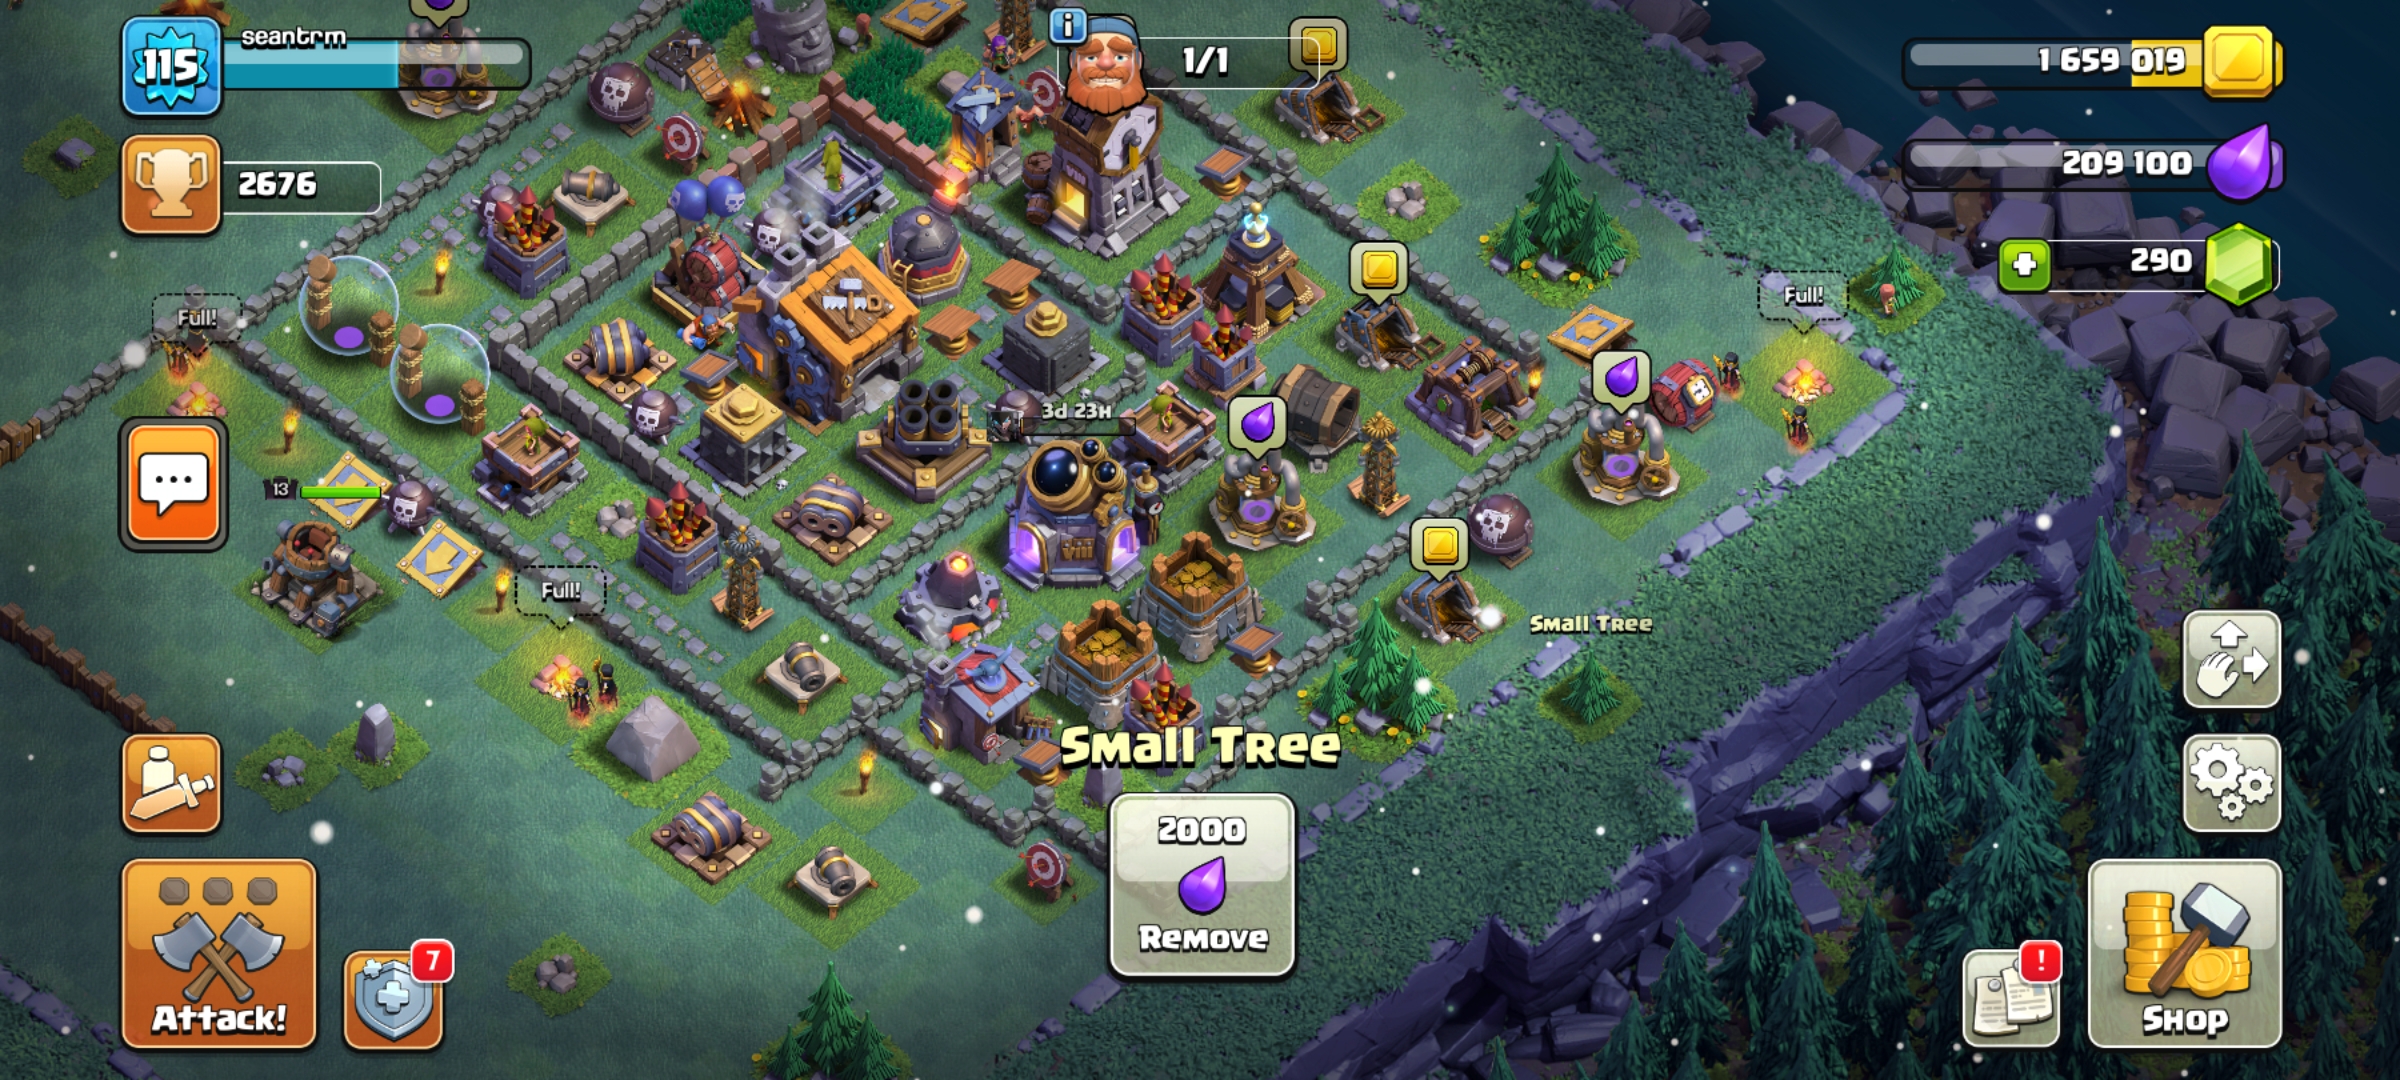 115
seantrm
i
1/1
1 659 019
2676
209 100
290
Full!
Full!
3d 23H
13
Full!
VIII
Small Tree
Small Tree
2000
Remove
Attack!
7
!
Shop